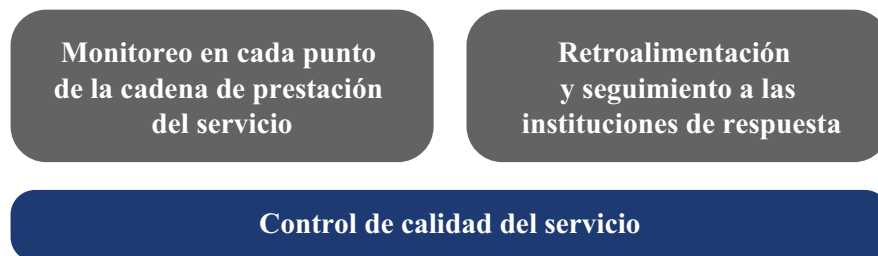 Monitoreo en cada punto
de la cadena de prestación
del servicio
Retroalimentación
y seguimiento a las
instituciones de respuesta
Control de calidad del servicio